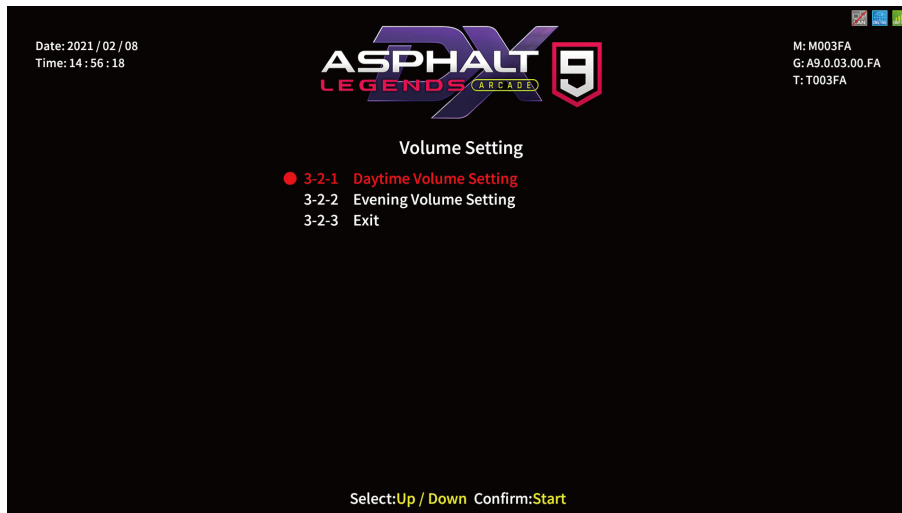 Date: 2021 / 02 / 08
Time: 14 : 56 : 18
ASPHALT 9
LEGENDS ARCADE
DX
M: M003FA
G: A9.0.03.00.FA
T: T003FA
Volume Setting
3-2-1 Daytime Volume Setting
3-2-2 Evening Volume Setting
3-2-3 Exit
Select:Up / Down Confirm:Start